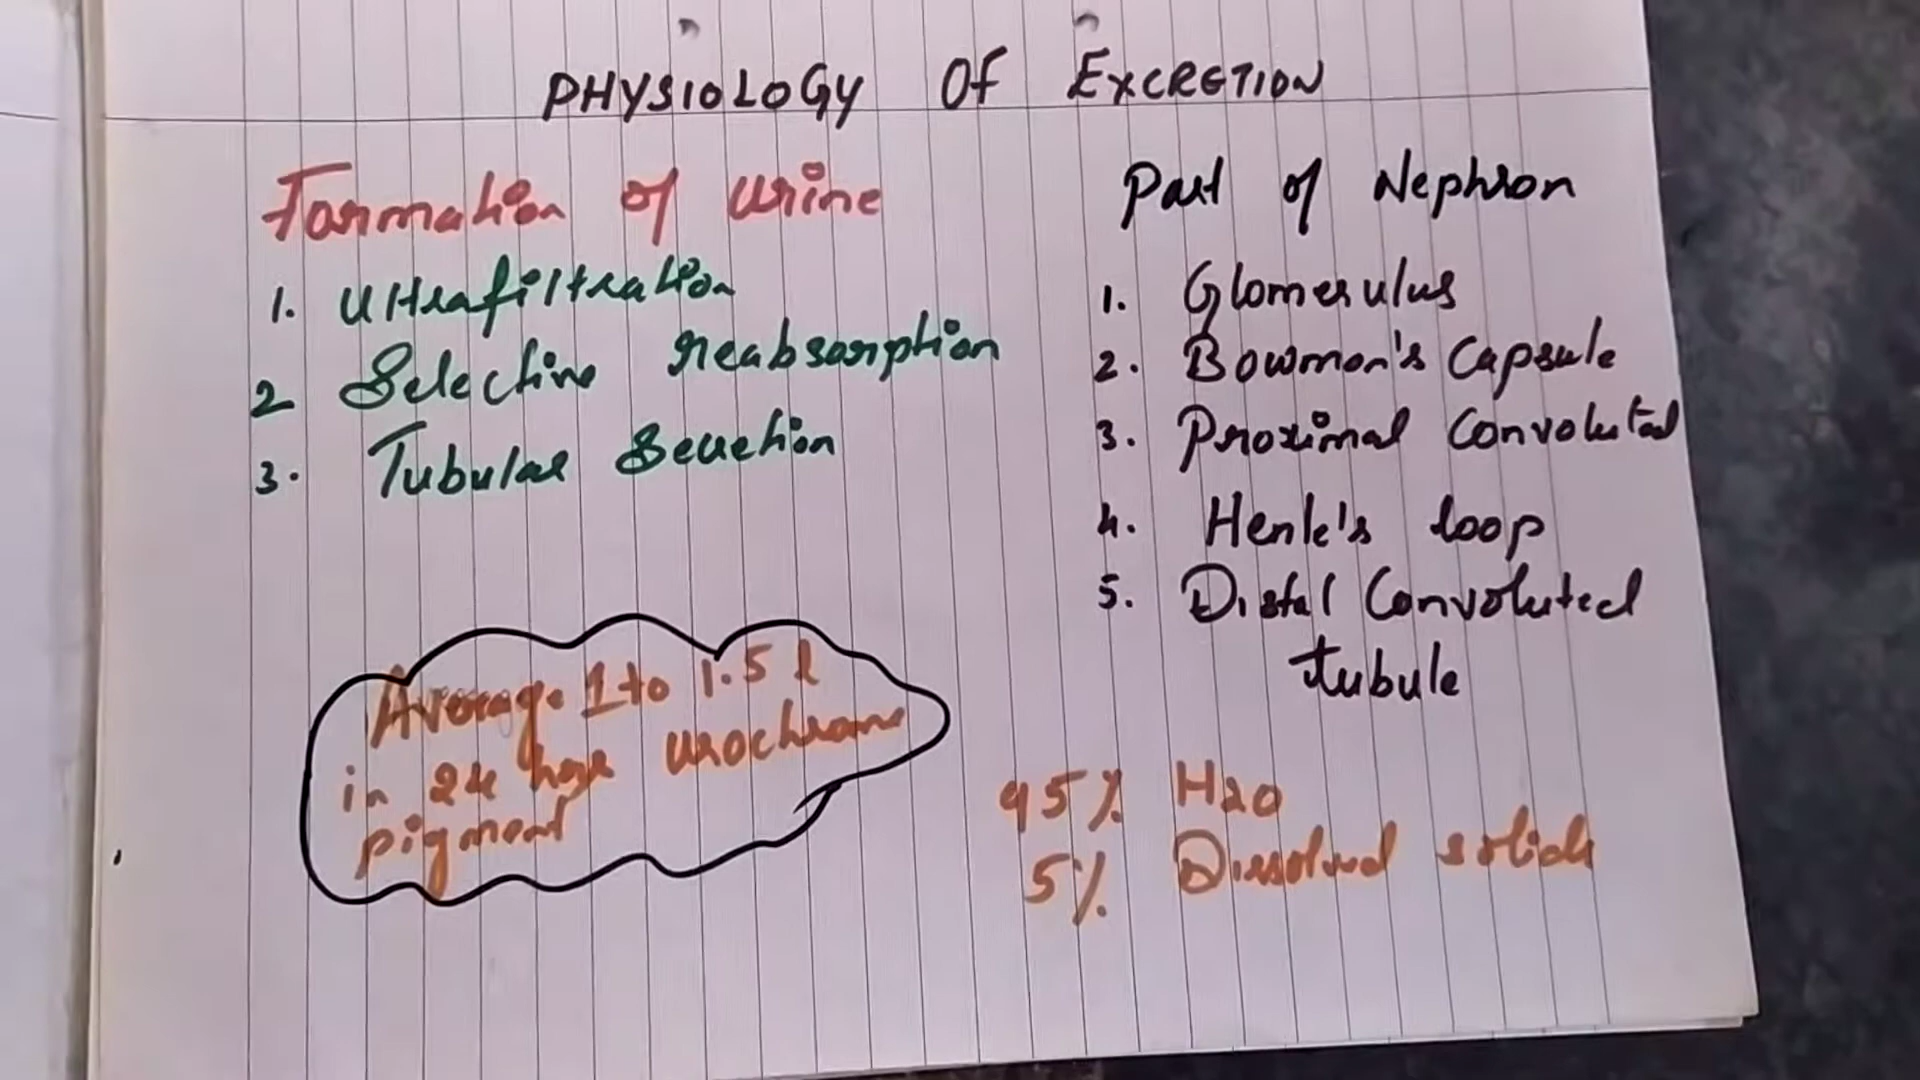 PHYSIOLOGY Of EXCRETION
Formation of urine
1. Ultrafiltration
2 Selective reabsorption
3. Tubular Secretion
Part of Nephron
1. Glomerulus
2. Bowman's Capsule
3. Proximal Convoluted
4. Henle's loop
5. Distal Convoluted
tubule
Average 1 to 1.5 l
in 24 urochrome
pigment
95% H2O
5% Dissolved solids